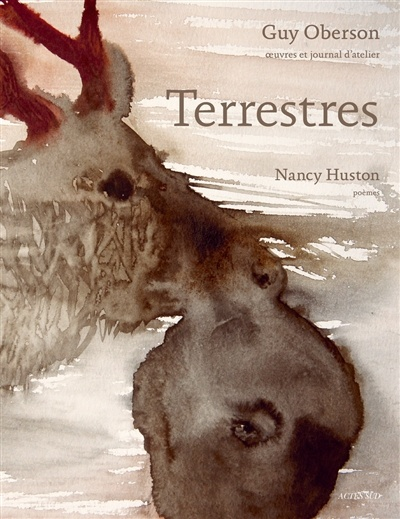 Guy Oberson
œuvres et journal d'atelier
Terrestres
Nancy Huston
poèmes
ACTES SUD